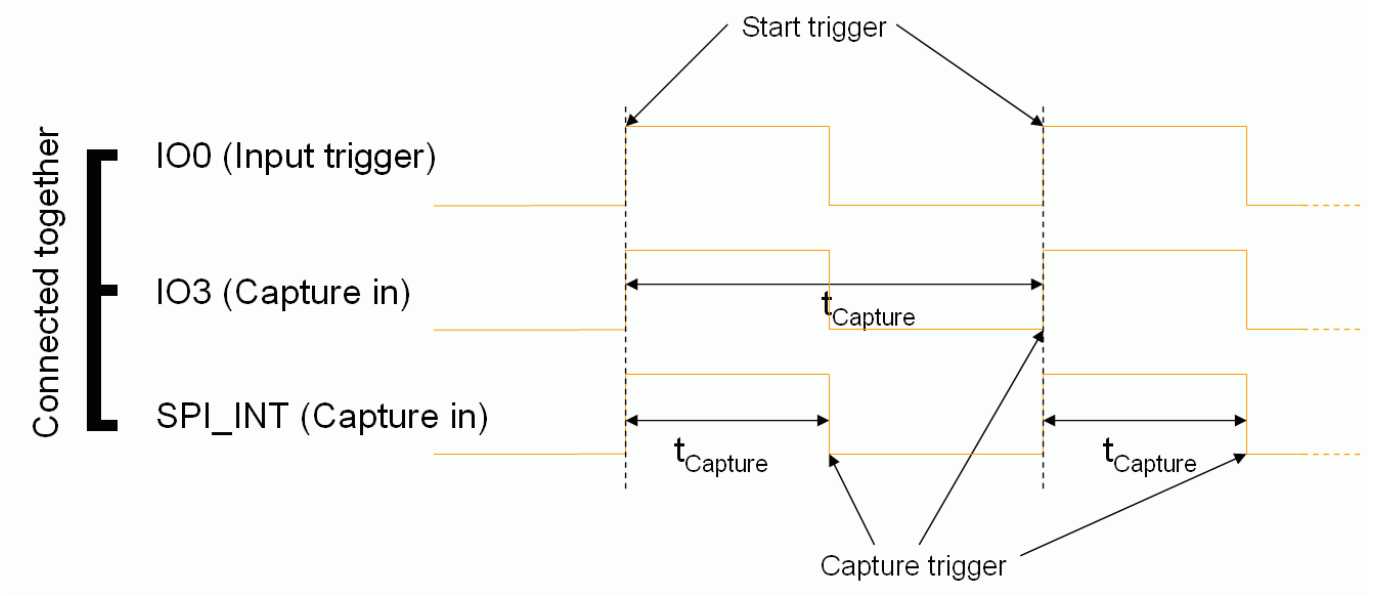 Start trigger
Connected together
IO0 (Input trigger)
IO3 (Capture in)
tCapture
SPI_INT (Capture in)
tCapture
tCapture
Capture trigger